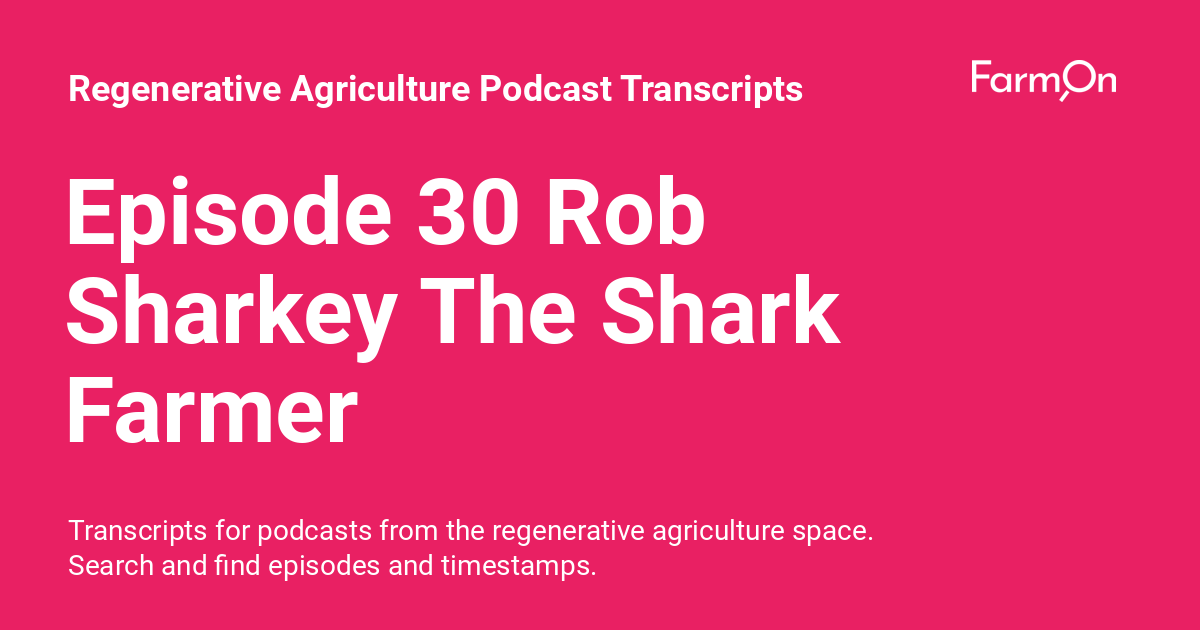 Regenerative Agriculture Podcast Transcripts
FarmOn
Episode 30 Rob
Sharkey The Shark
Farmer
Transcripts for podcasts from the regenerative agriculture space.
Search and find episodes and timestamps.